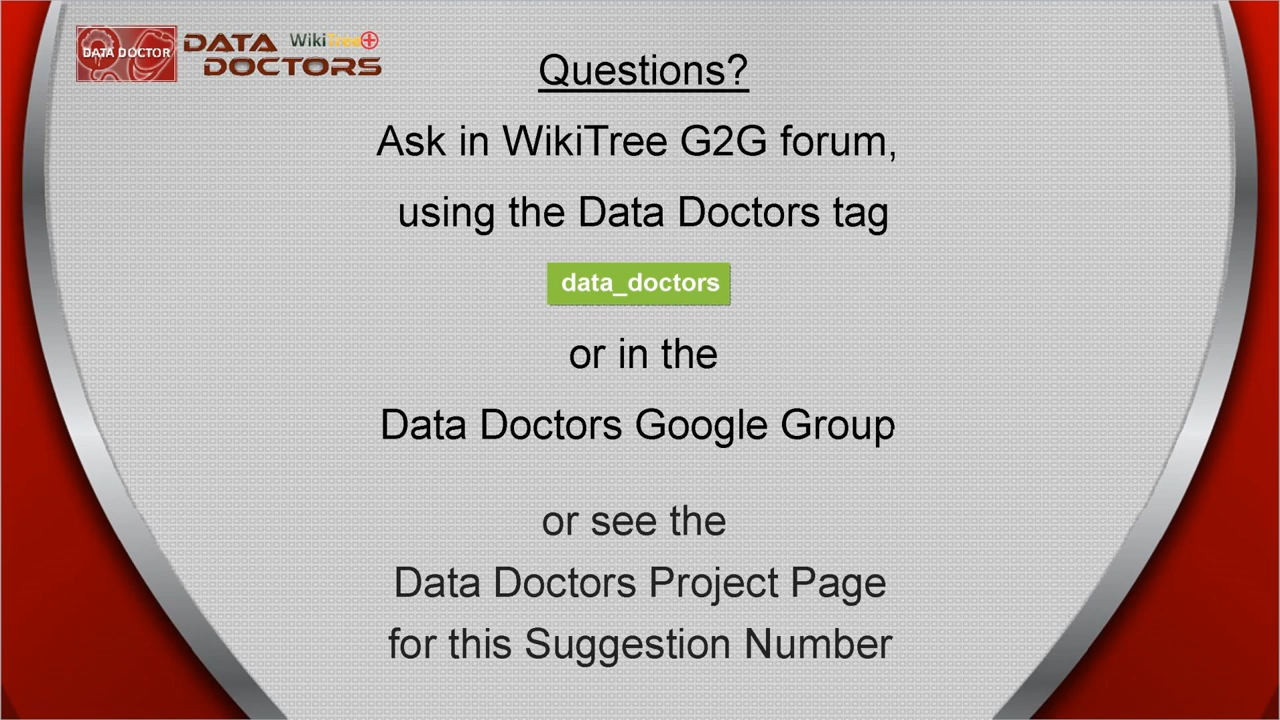 DATA DOCTOR
DATA WikiTree
DOCTORS
Questions?
Ask in WikiTree G2G forum,
using the Data Doctors tag
data_doctors
or in the
Data Doctors Google Group
or see the
Data Doctors Project Page
for this Suggestion Number